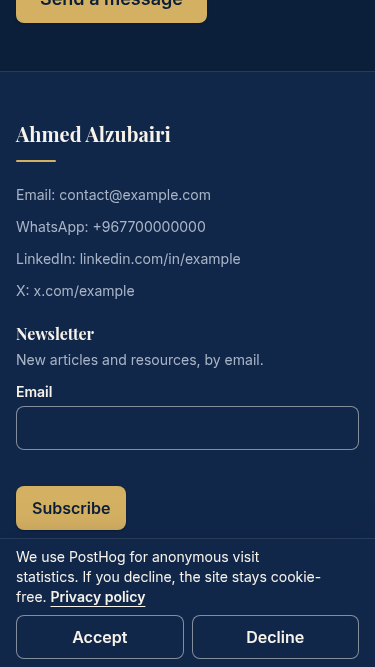 Send a message
Ahmed Alzubairi
Email: contact@example.com
WhatsApp: +967700000000
LinkedIn: linkedin.com/in/example
X: x.com/example
Newsletter
New articles and resources, by email.
Email
Subscribe
We use PostHog for anonymous visit
statistics. If you decline, the site stays cookie-
free. Privacy policy
Accept
Decline